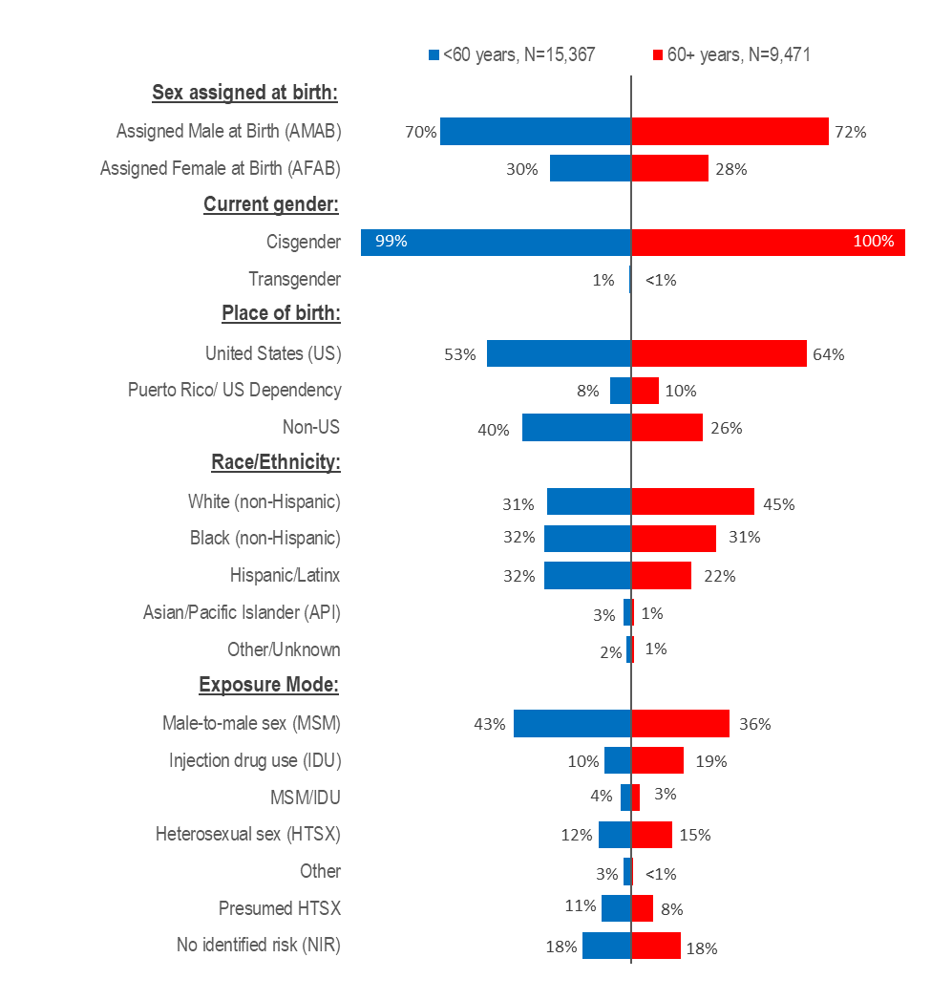 <60 years, N=15,367 60+ years, N=9,471
Sex assigned at birth:
Assigned Male at Birth (AMAB) 70% 72%
Assigned Female at Birth (AFAB) 30% 28%
Current gender:
Cisgender 99% 100%
Transgender 1% <1%
Place of birth:
United States (US) 53% 64%
Puerto Rico/ US Dependency 8% 10%
Non-US 40% 26%
Race/Ethnicity:
White (non-Hispanic) 31% 45%
Black (non-Hispanic) 32% 31%
Hispanic/Latinx 32% 22%
Asian/Pacific Islander (API) 3% 1%
Other/Unknown 2% 1%
Exposure Mode:
Male-to-male sex (MSM) 43% 36%
Injection drug use (IDU) 10% 19%
MSM/IDU 4% 3%
Heterosexual sex (HTSX) 12% 15%
Other 3% <1%
Presumed HTSX 11% 8%
No identified risk (NIR) 18% 18%